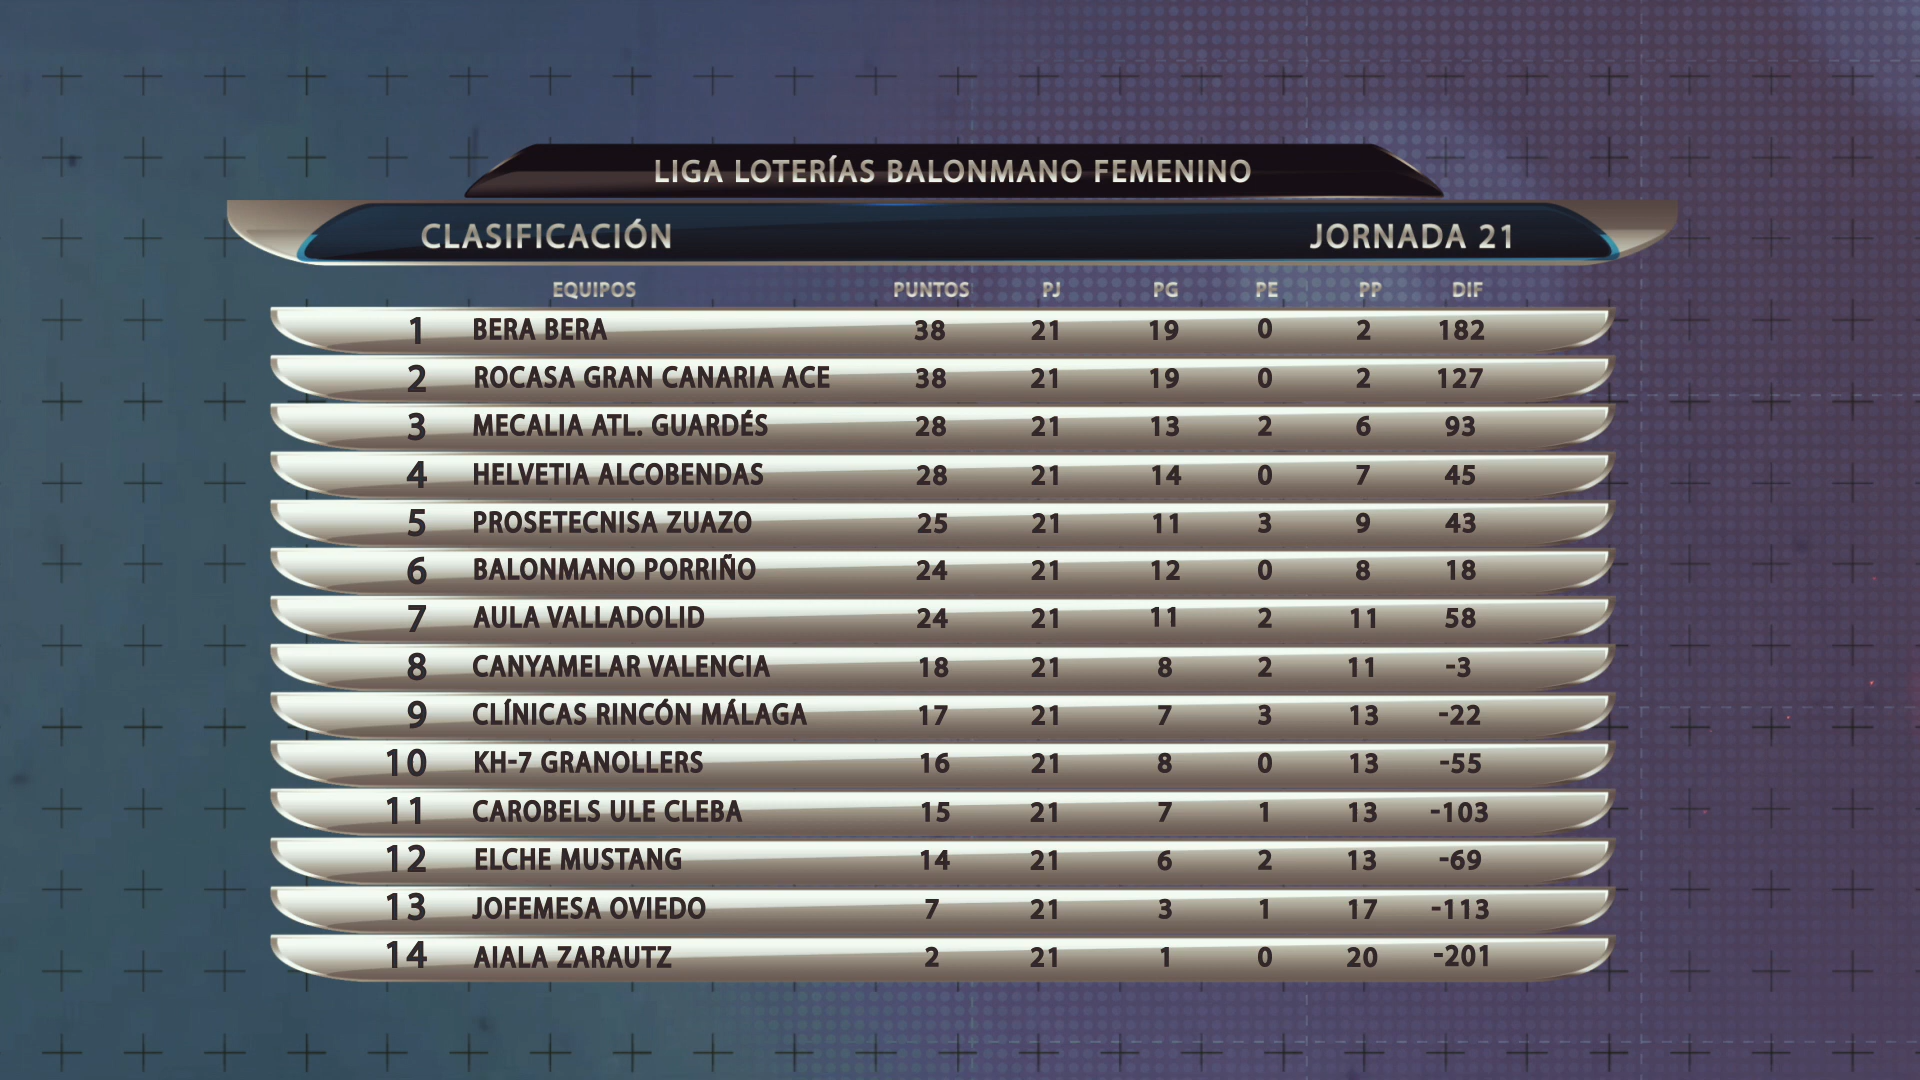 LIGA LOTERÍAS BALONMANO FEMENINO
CLASIFICACIÓN JORNADA 21
EQUIPOS PUNTOS PJ PG PE PP DIF
1 BERA BERA 38 21 19 0 2 182
2 ROCASA GRAN CANARIA ACE 38 21 19 0 2 127
3 MECALIA ATL. GUARDÉS 28 21 13 2 6 93
4 HELVETIA ALCOBENDAS 28 21 14 0 7 45
5 PROSETECNISA ZUAZO 25 21 11 3 9 43
6 BALONMANO PORRIÑO 24 21 12 0 8 18
7 AULA VALLADOLID 24 21 11 2 11 58
8 CANYAMELAR VALENCIA 18 21 8 2 11 -3
9 CLÍNICAS RINCÓN MÁLAGA 17 21 7 3 13 -22
10 KH-7 GRANOLLERS 16 21 8 0 13 -55
11 CAROBELS ULE CLEBA 15 21 7 1 13 -103
12 ELCHE MUSTANG 14 21 6 2 13 -69
13 JOFEMESA OVIEDO 7 21 3 1 17 -113
14 AIALA ZARAUTZ 2 21 1 0 20 -201